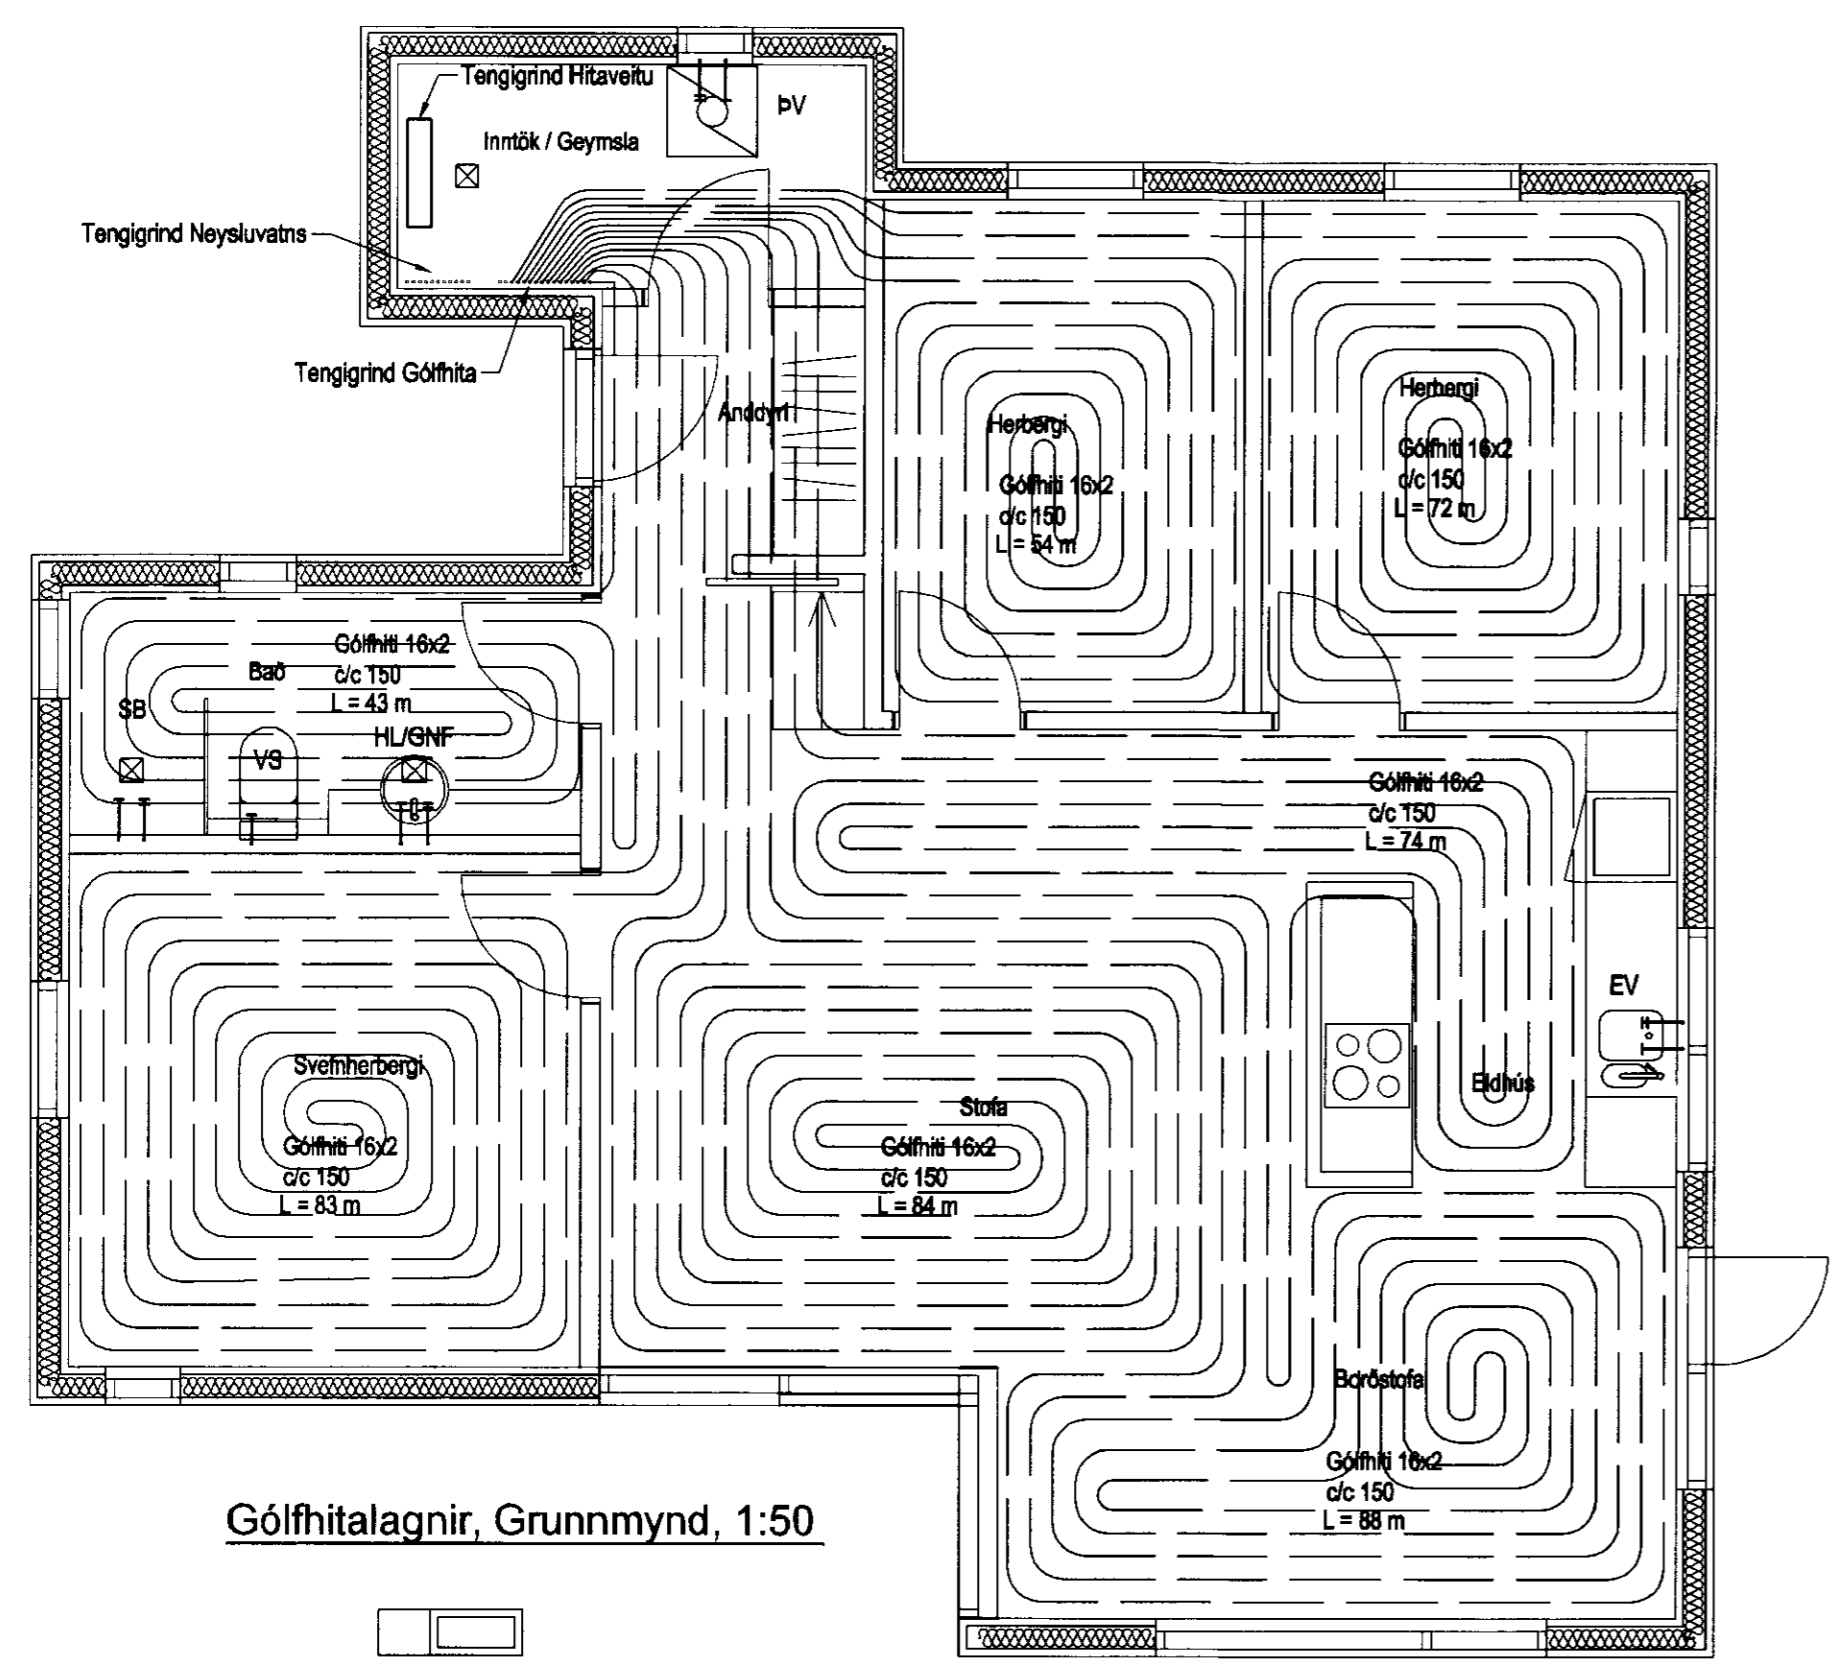 Tengigrind Hitaveitu
ÞV
Inntök / Geymsla
Tengigrind Neysluvatns
Tengigrind Gólfhita
Anddyri
Herbergi
Gólfhiti 16x2
c/c 150
L = 54 m
Herbergi
Gólfhiti 16x2
c/c 150
L = 72 m
Gólfhiti 16x2
c/c 150
L = 43 m
Bað
SB
VS
HL/GNF
Gólfhiti 16x2
c/c 150
L = 74 m
EV
Eldhús
Svefnherbergi
Gólfhiti 16x2
c/c 150
L = 83 m
Stofa
Gólfhiti 16x2
c/c 150
L = 84 m
Borðstofa
Gólfhiti 16x2
c/c 150
L = 88 m
Gólfhitalagnir, Grunnmynd, 1:50